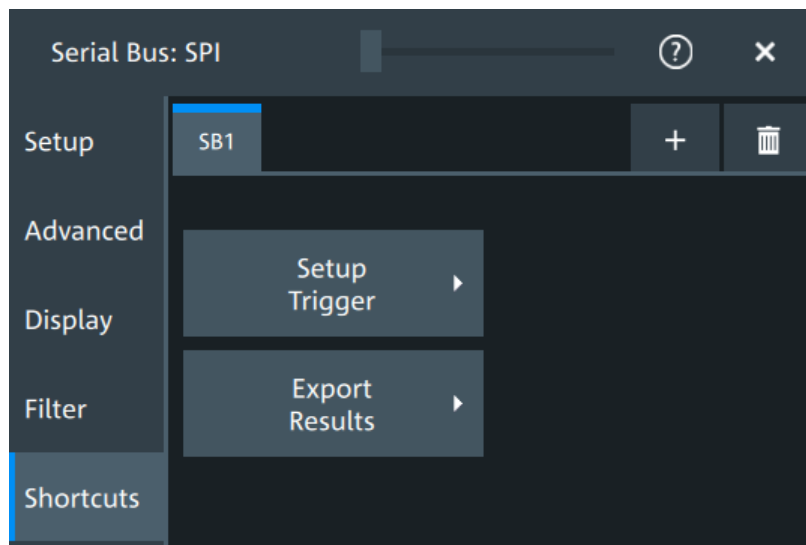 Serial Bus: SPI
?
×
Setup
SB1
+
Advanced
Setup
Trigger
Display
Export
Results
Filter
Shortcuts